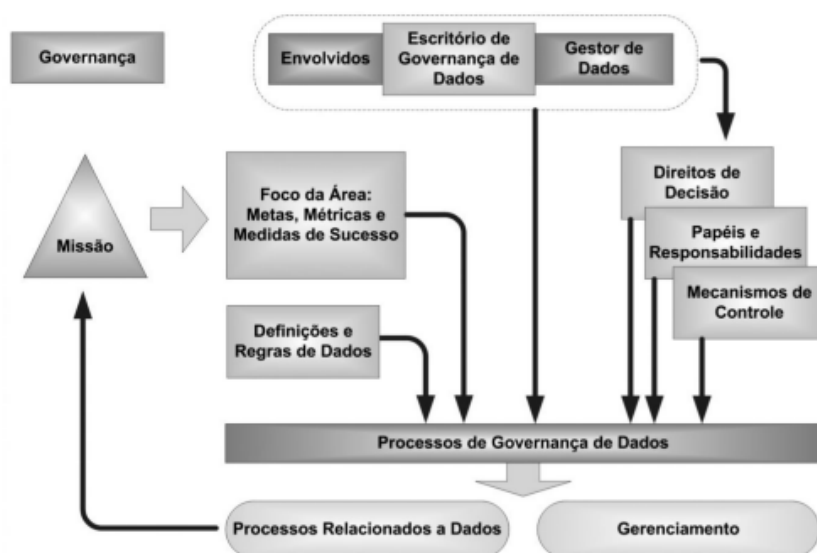 Governança
Envolvidos
Escritório de
Governança de
Dados
Gestor de
Dados
Missão
Foco da Área:
Metas, Métricas e
Medidas de Sucesso
Direitos de
Decisão
Papéis e
Responsabilidades
Mecanismos de
Controle
Definições e
Regras de Dados
Processos de Governança de Dados
Processos Relacionados a Dados
Gerenciamento